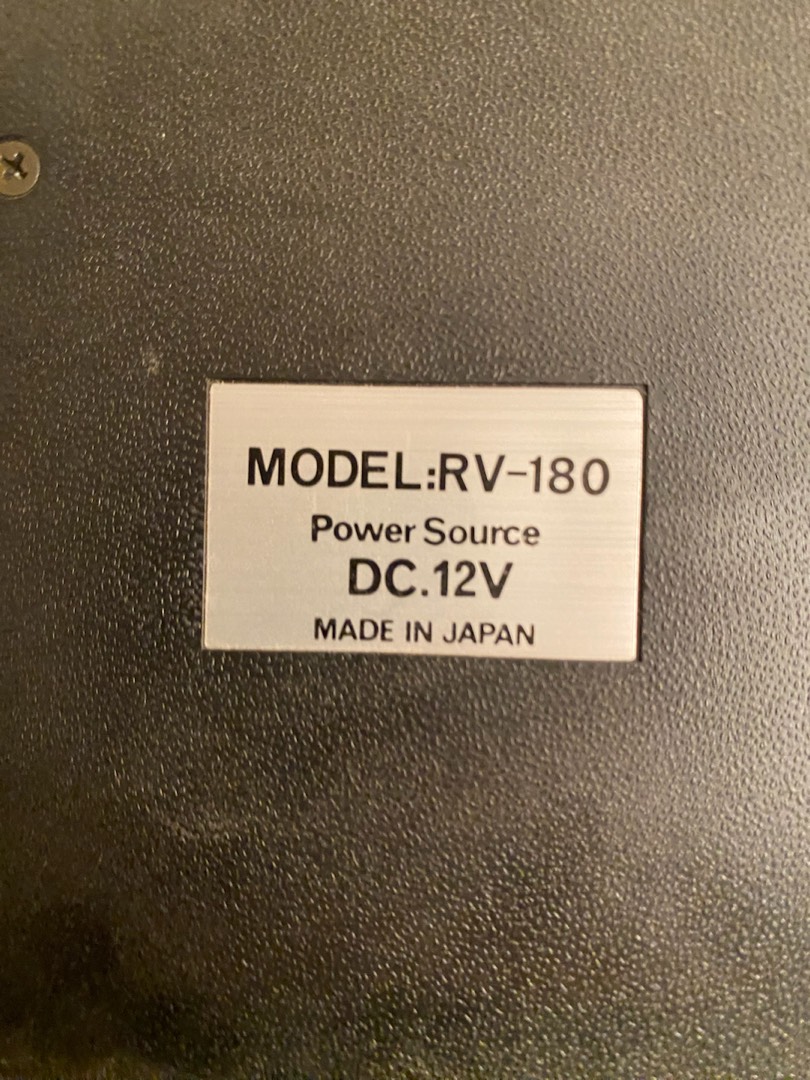 MODEL:RV-180
Power Source
DC.12V
MADE IN JAPAN